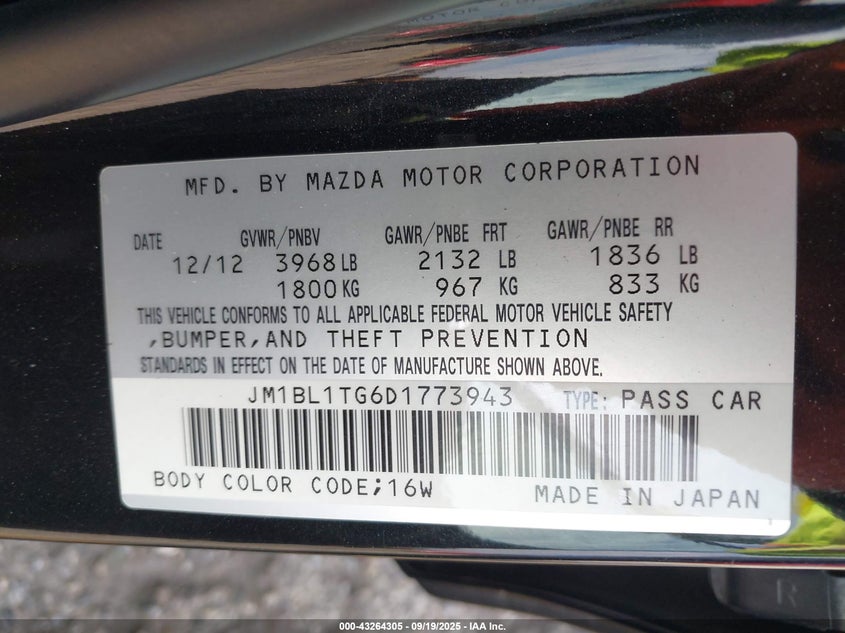 MFD. BY MAZDA MOTOR CORPORATION
DATE GVWR/PNBV GAWR/PNBE FRT GAWR/PNBE RR
12/12 3968 LB 2132 LB 1836 LB
1800 KG 967 KG 833 KG
THIS VEHICLE CONFORMS TO ALL APPLICABLE FEDERAL MOTOR VEHICLE SAFETY
,BUMPER,AND THEFT PREVENTION
STANDARDS IN EFFECT ON THE DATE OF MANUFACTURE SHOWN ABOVE.
JM1BL1TG6D1773943 TYPE: PASS CAR
BODY COLOR CODE;16W MADE IN JAPAN
R
000-43264305 - 09/19/2025 - IAA Inc.